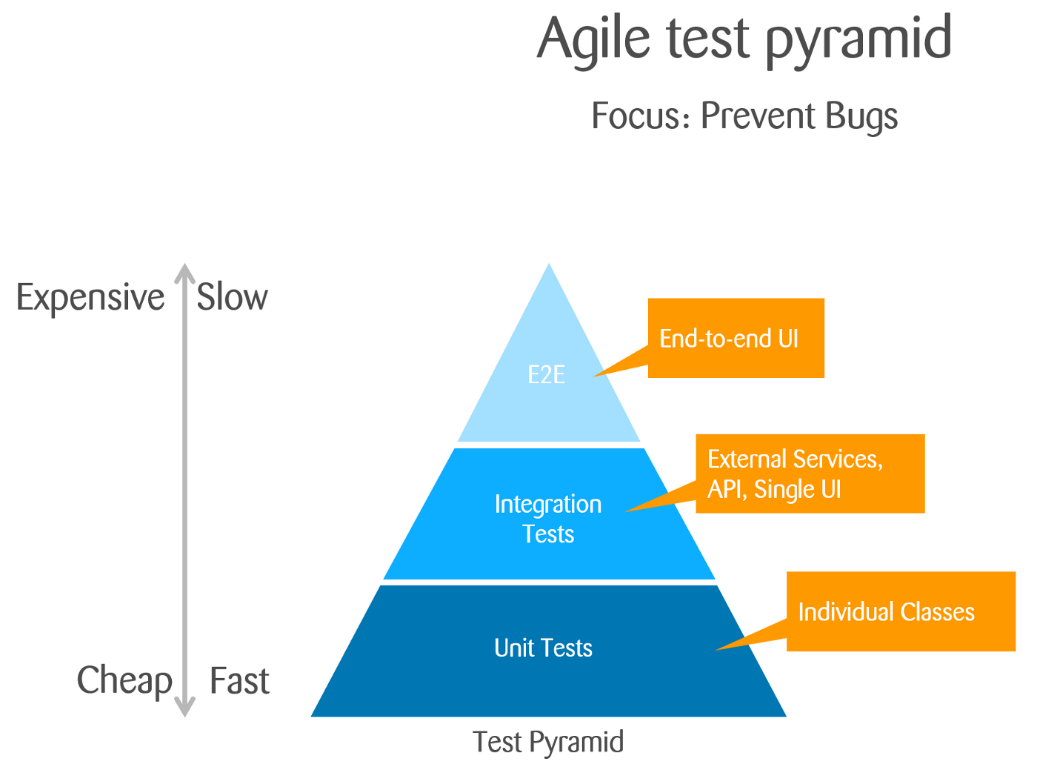 Agile test pyramid
Focus: Prevent Bugs
Expensive Slow
End-to-end UI
E2E
External Services,
API, Single UI
Integration
Tests
Individual Classes
Unit Tests
Cheap Fast
Test Pyramid